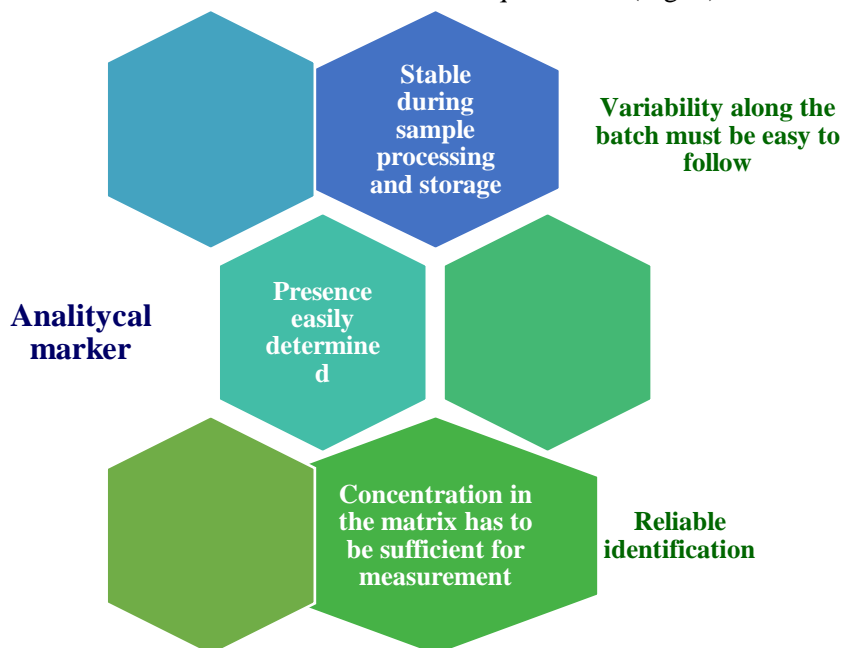 Stable
during
sample
processing
and storage
Variability along the
batch must be easy to
follow
Analitycal
marker
Presence
easily
determine
d
Concentration in
the matrix has to
be sufficient for
measurement
Reliable
identification